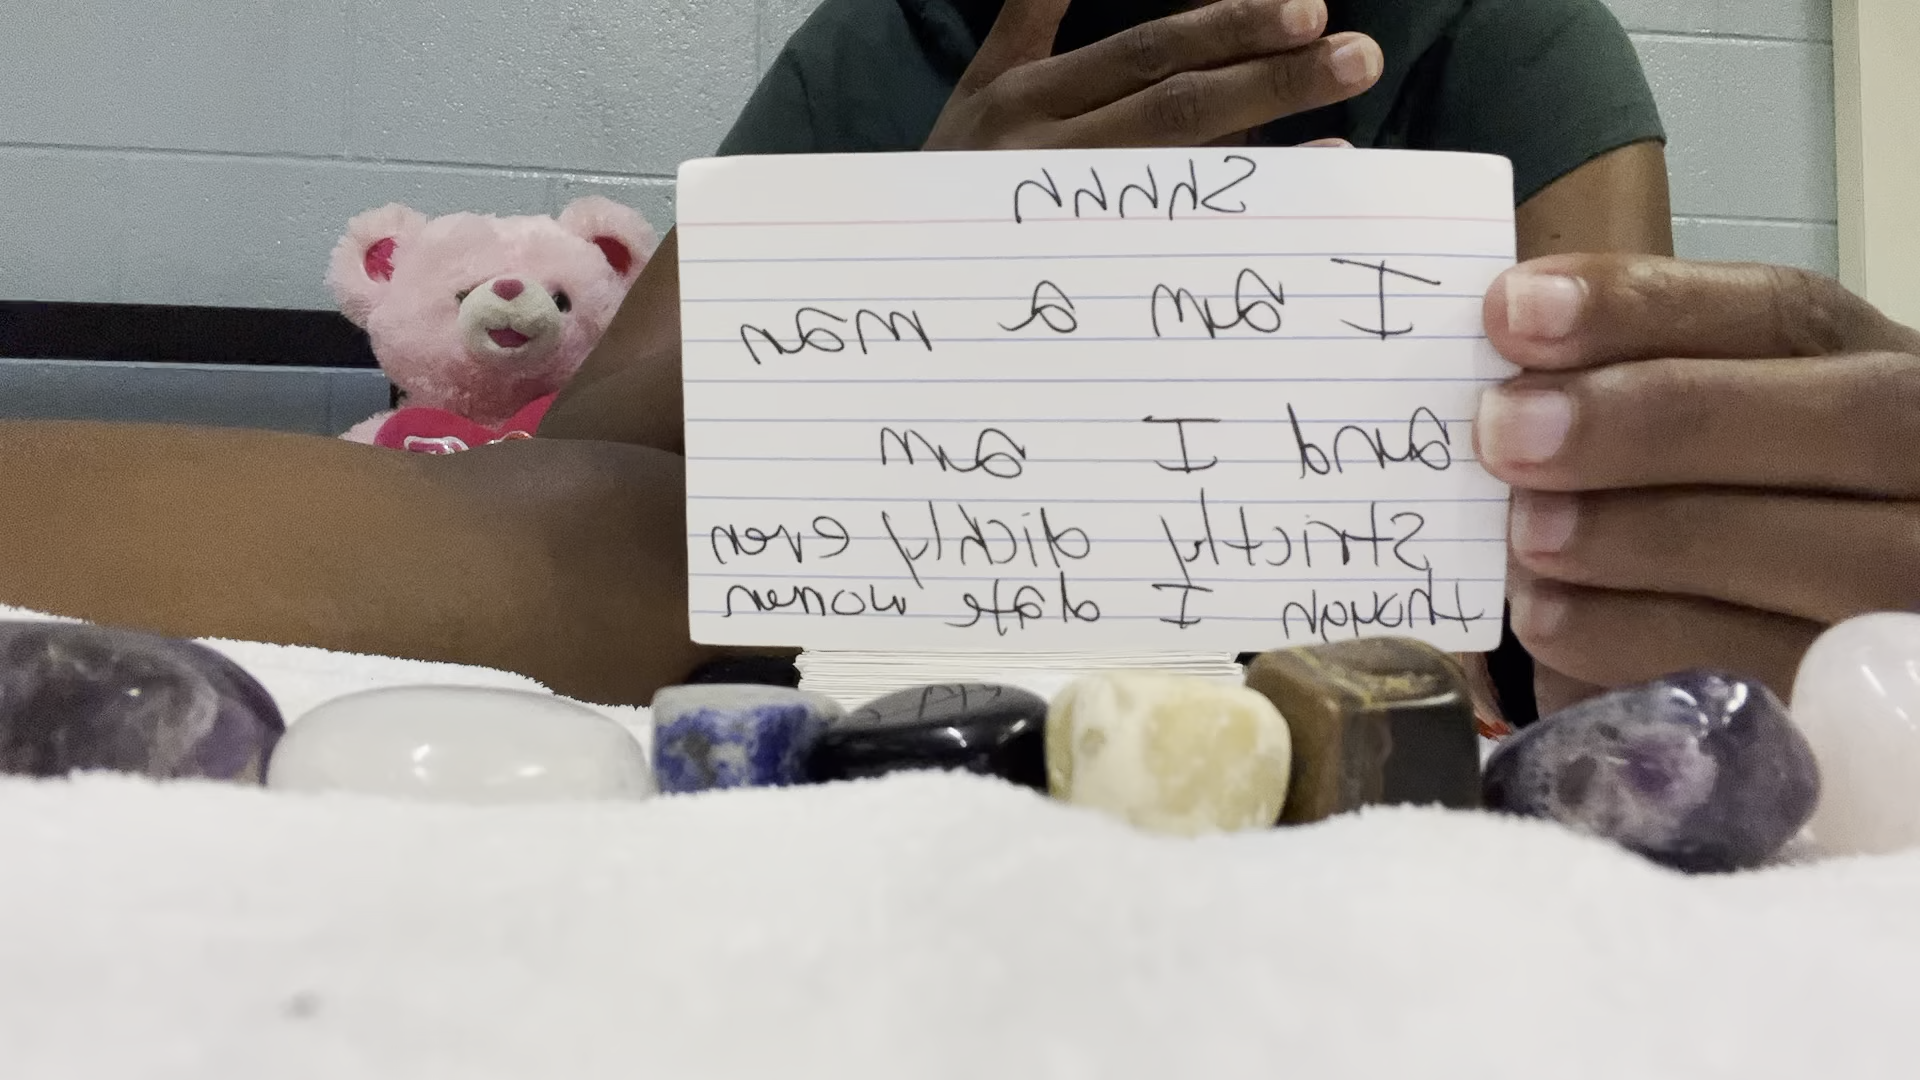 Shhhh
I am a man
and I am
Strictly dickly even
though I date women